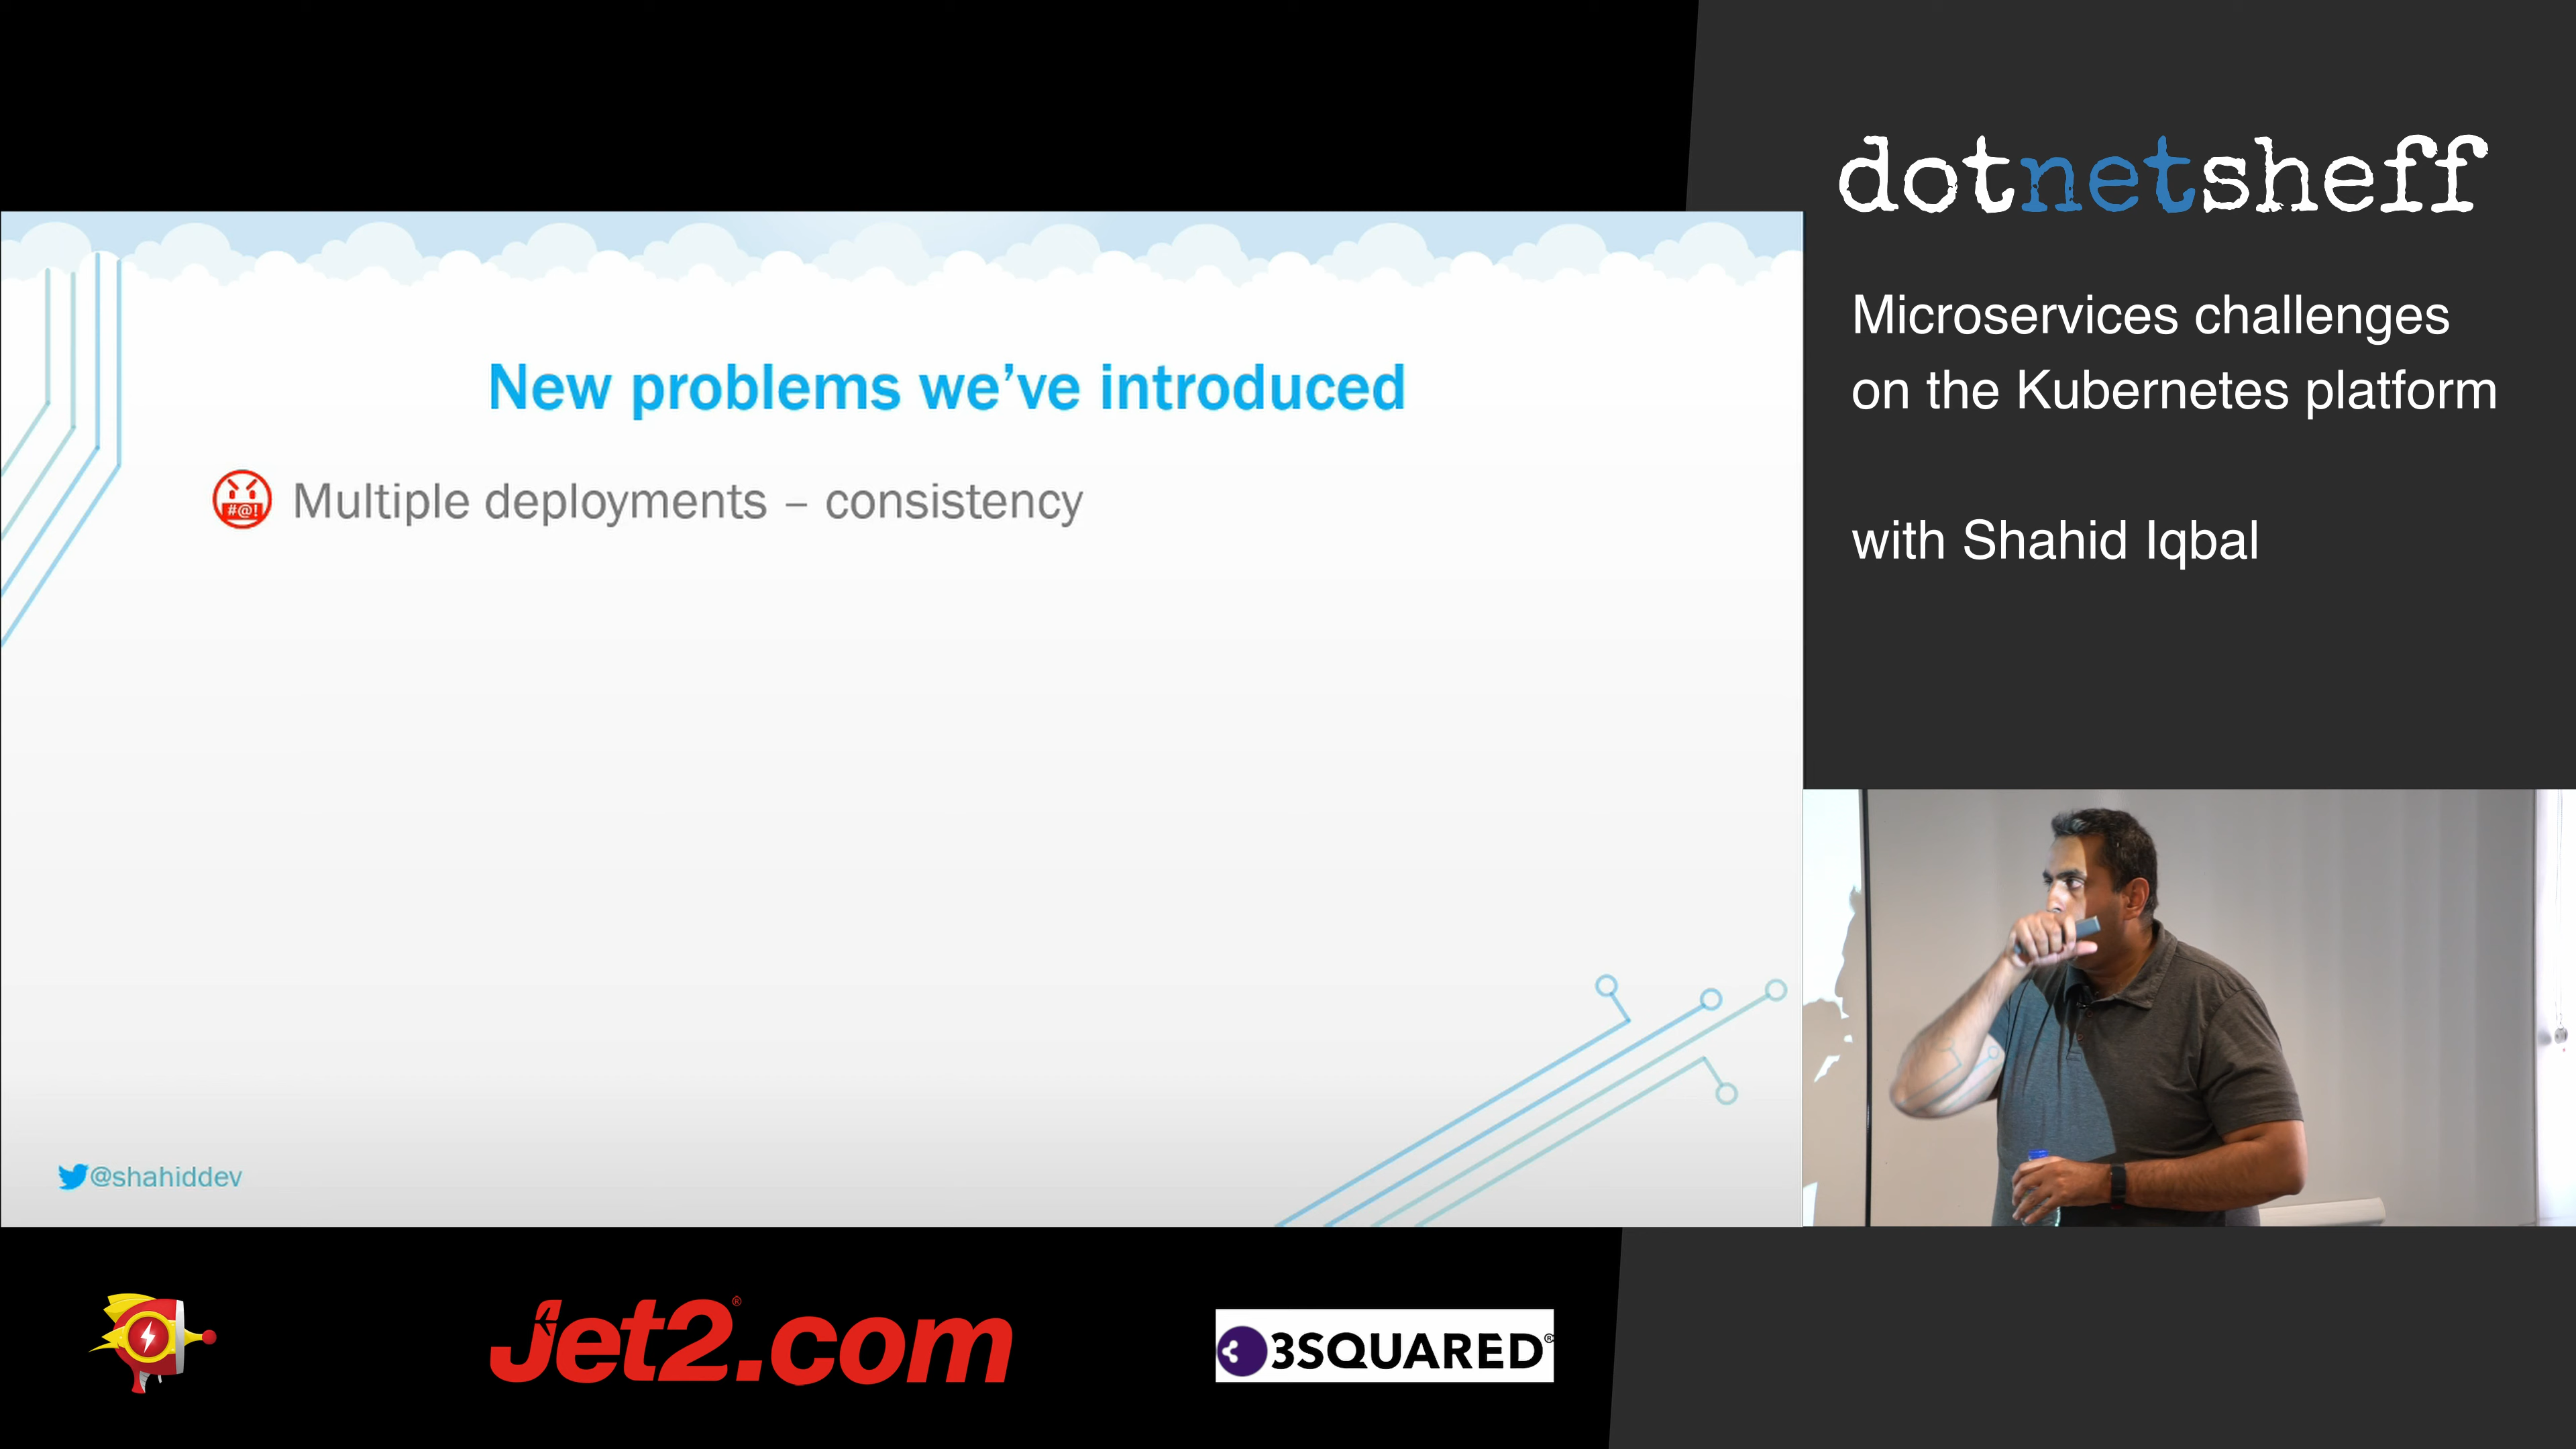 dotnetsheff
Microservices challenges
on the Kubernetes platform
with Shahid Iqbal
New problems we've introduced
#@!
Multiple deployments – consistency
@shahiddev
Jet2.com®
3SQUARED®